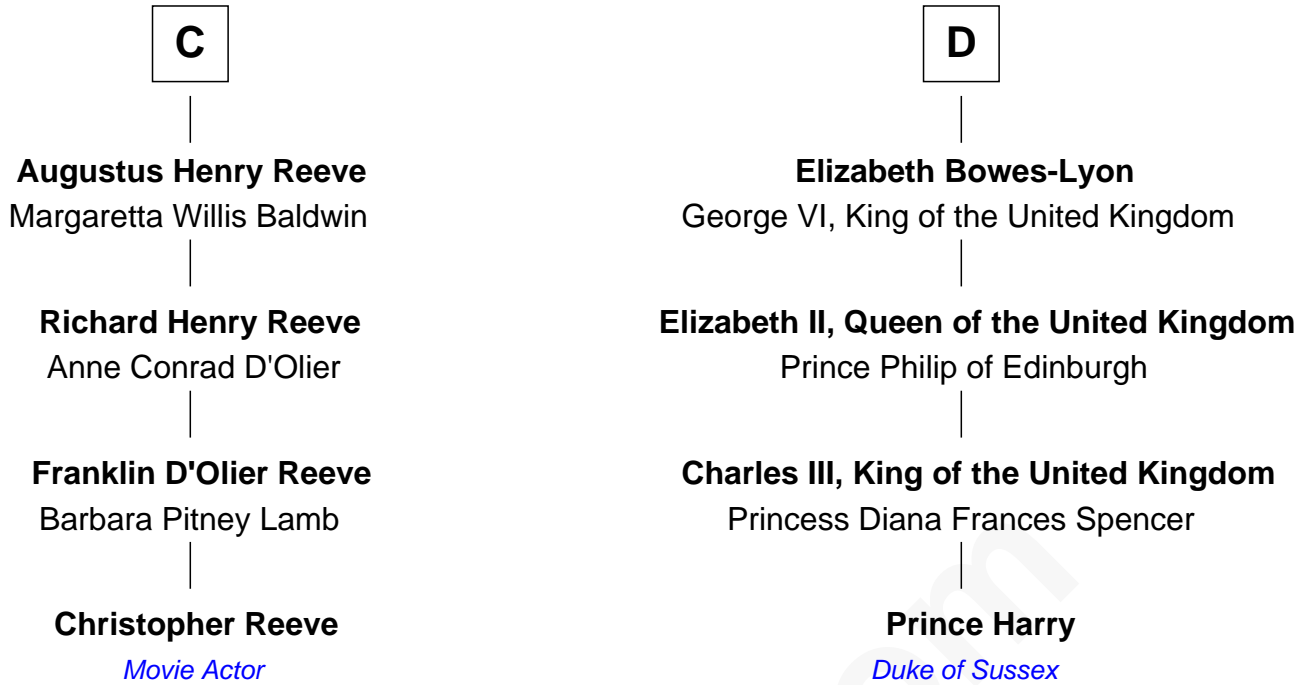 C
Augustus Henry Reeve
Margaretta Willis Baldwin
Richard Henry Reeve
Anne Conrad D'Olier
Franklin D'Olier Reeve
Barbara Pitney Lamb
Christopher Reeve
Movie Actor
D
Elizabeth Bowes-Lyon
George VI, King of the United Kingdom
Elizabeth II, Queen of the United Kingdom
Prince Philip of Edinburgh
Charles III, King of the United Kingdom
Princess Diana Frances Spencer
Prince Harry
Duke of Sussex